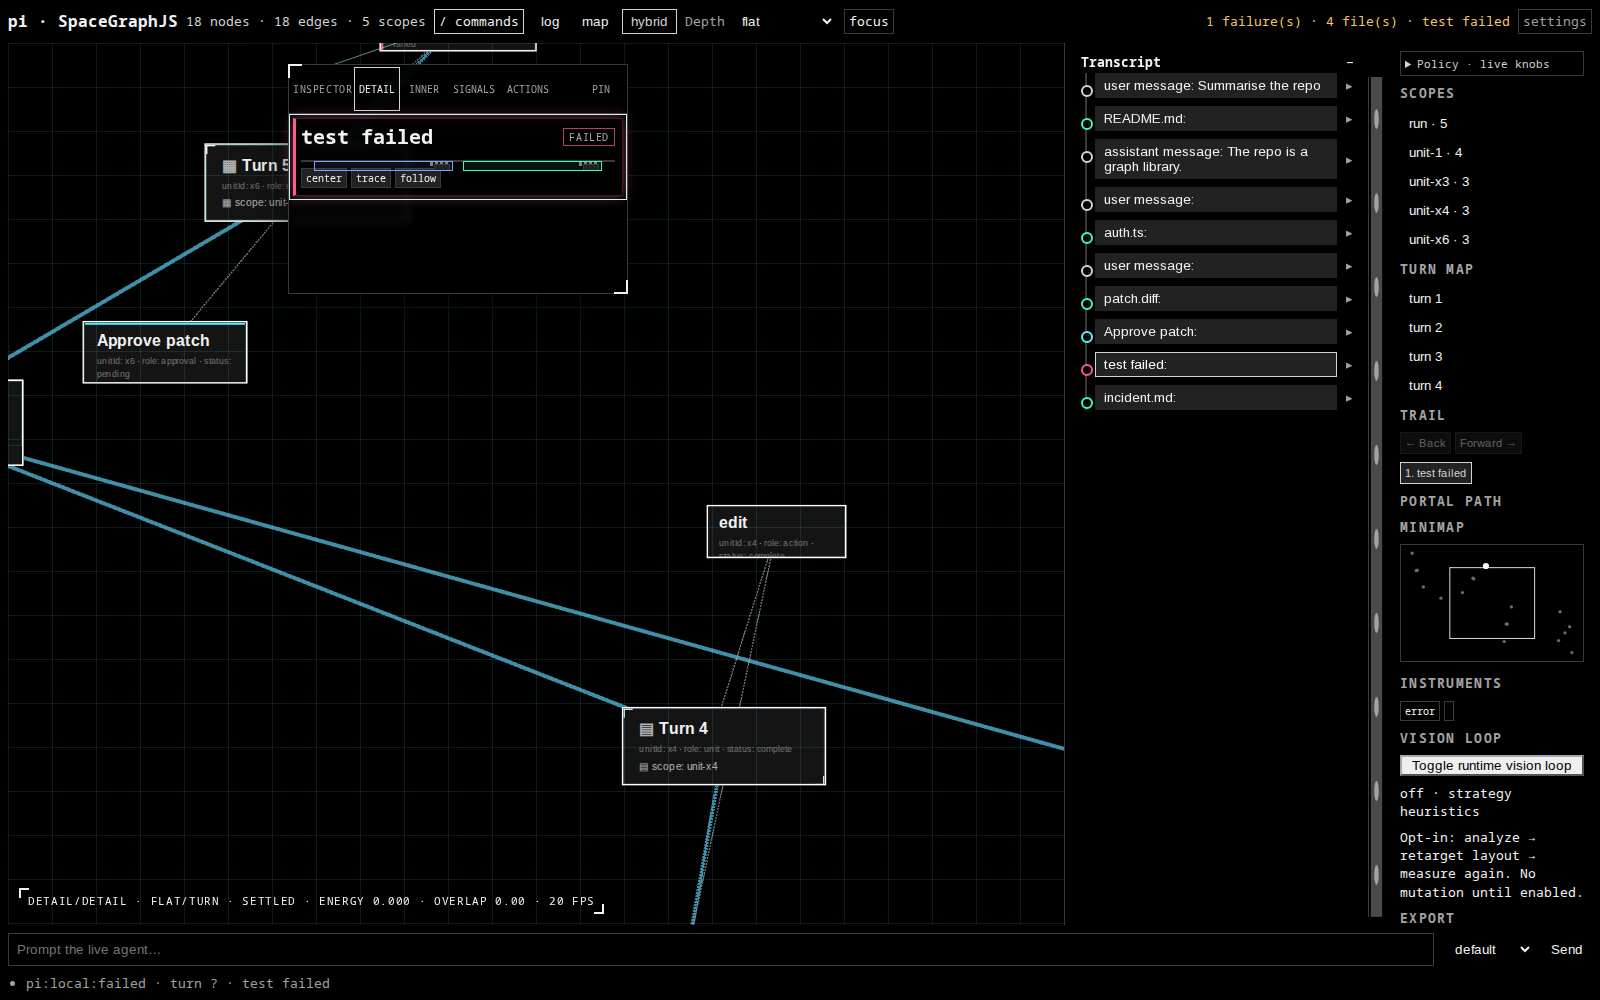 pi · SpaceGraphJS 18 nodes · 18 edges · 5 scopes / commands log map hybrid Depth flat focus 1 failure(s) · 4 file(s) · test failed settings
failed
INSPECTOR DETAIL INNER SIGNALS ACTIONS PIN
test failed FAILED
center trace follow
▦ Turn 5
unitId: x6 · role:
▦ scope: unit-
Approve patch
unitId: x6 · role: approval · status:
pending
edit
unitId: x4 · role: action ·
status: complete
▤ Turn 4
unitId: x4 · role: unit · status: complete
▤ scope: unit-x4
DETAIL/DETAIL · FLAT/TURN · SETTLED · ENERGY 0.000 · OVERLAP 0.00 · 20 FPS
Transcript –
user message: Summarise the repo ▸
README.md: ▸
assistant message: The repo is a
graph library. ▸
user message: ▸
auth.ts: ▸
user message: ▸
patch.diff: ▸
Approve patch: ▸
test failed: ▸
incident.md: ▸
▸ Policy · live knobs
SCOPES
run · 5
unit-1 · 4
unit-x3 · 3
unit-x4 · 3
unit-x6 · 3
TURN MAP
turn 1
turn 2
turn 3
turn 4
TRAIL
← Back Forward →
1. test failed
PORTAL PATH
MINIMAP
INSTRUMENTS
error
VISION LOOP
Toggle runtime vision loop
off · strategy
heuristics
Opt-in: analyze →
retarget layout →
measure again. No
mutation until enabled.
EXPORT
Prompt the live agent… default Send
● pi:local:failed · turn ? · test failed